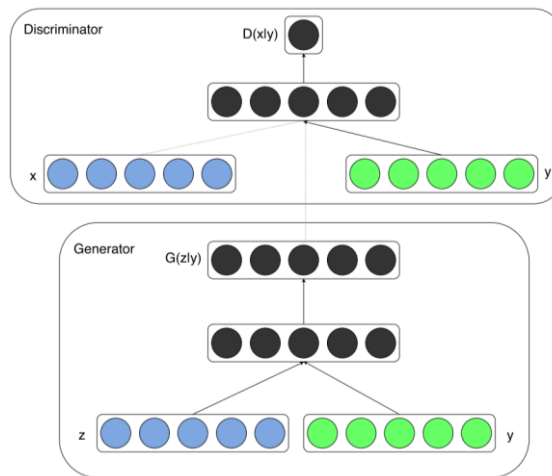 Discriminator
D(x|y)
x
y
Generator
G(z|y)
z
y